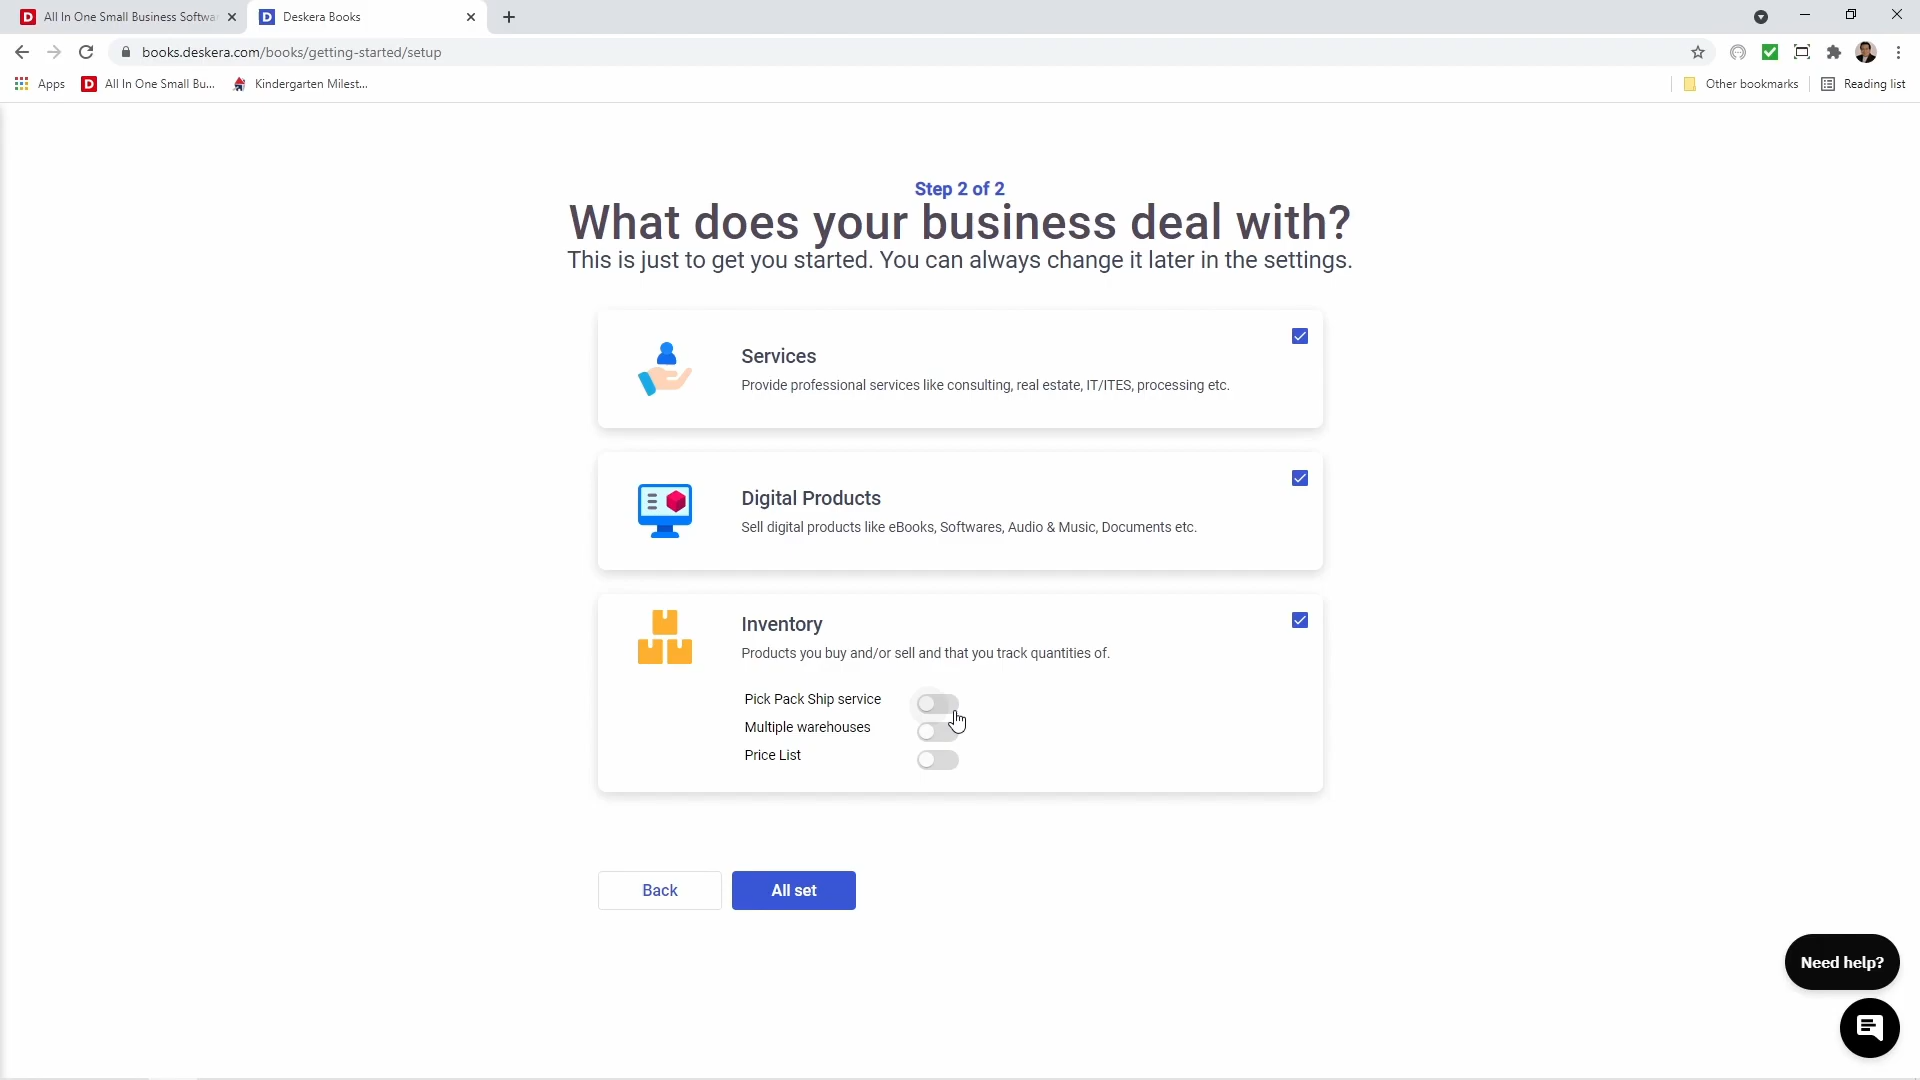 All In One Small Business Softwa
Deskera Books
books.deskera.com/books/getting-started/setup
Apps
All In One Small Bu...
Kindergarten Milest...
Other bookmarks
Reading list
Step 2 of 2
What does your business deal with?
This is just to get you started. You can always change it later in the settings.
Services
Provide professional services like consulting, real estate, IT/ITES, processing etc.
Digital Products
Sell digital products like eBooks, Softwares, Audio & Music, Documents etc.
Inventory
Products you buy and/or sell and that you track quantities of.
Pick Pack Ship service
Multiple warehouses
Price List
Back
All set
Need help?